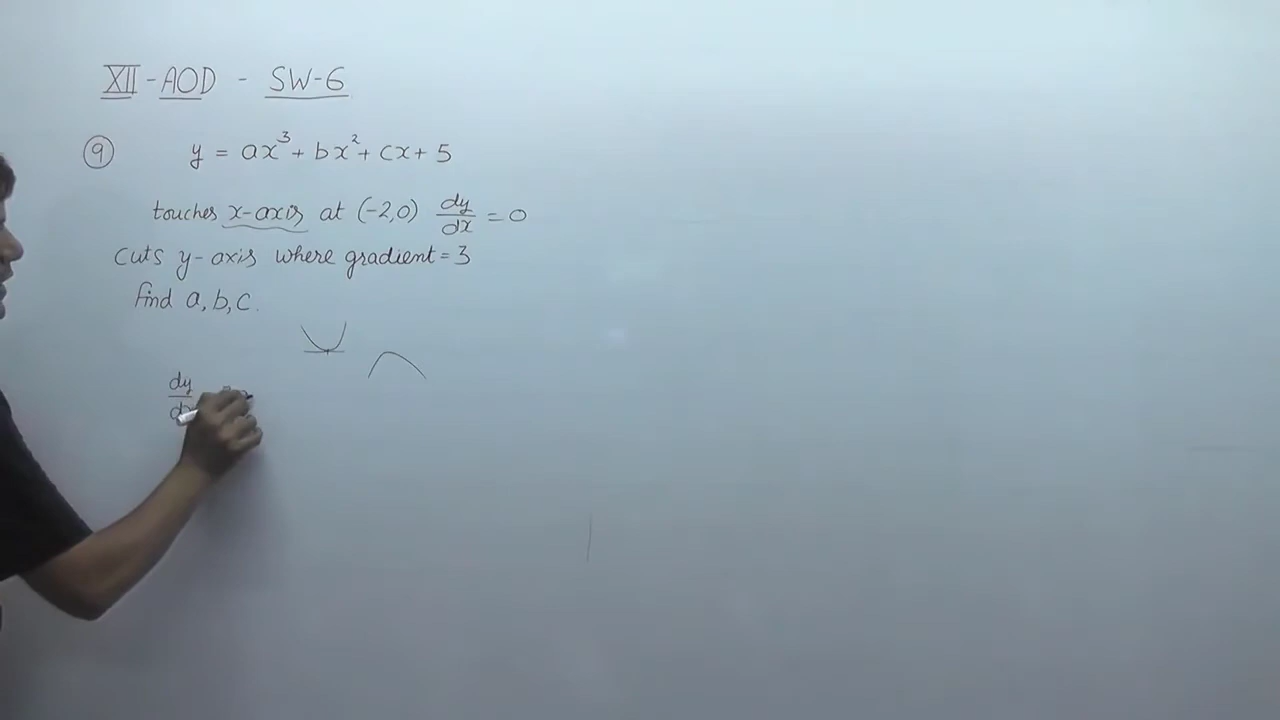 XII - AOD - SW-6
9 y = ax³ + bx² + cx + 5
touches x-axis at (-2,0) dy/dx = 0
cuts y-axis where gradient = 3
find a, b, c.
dy